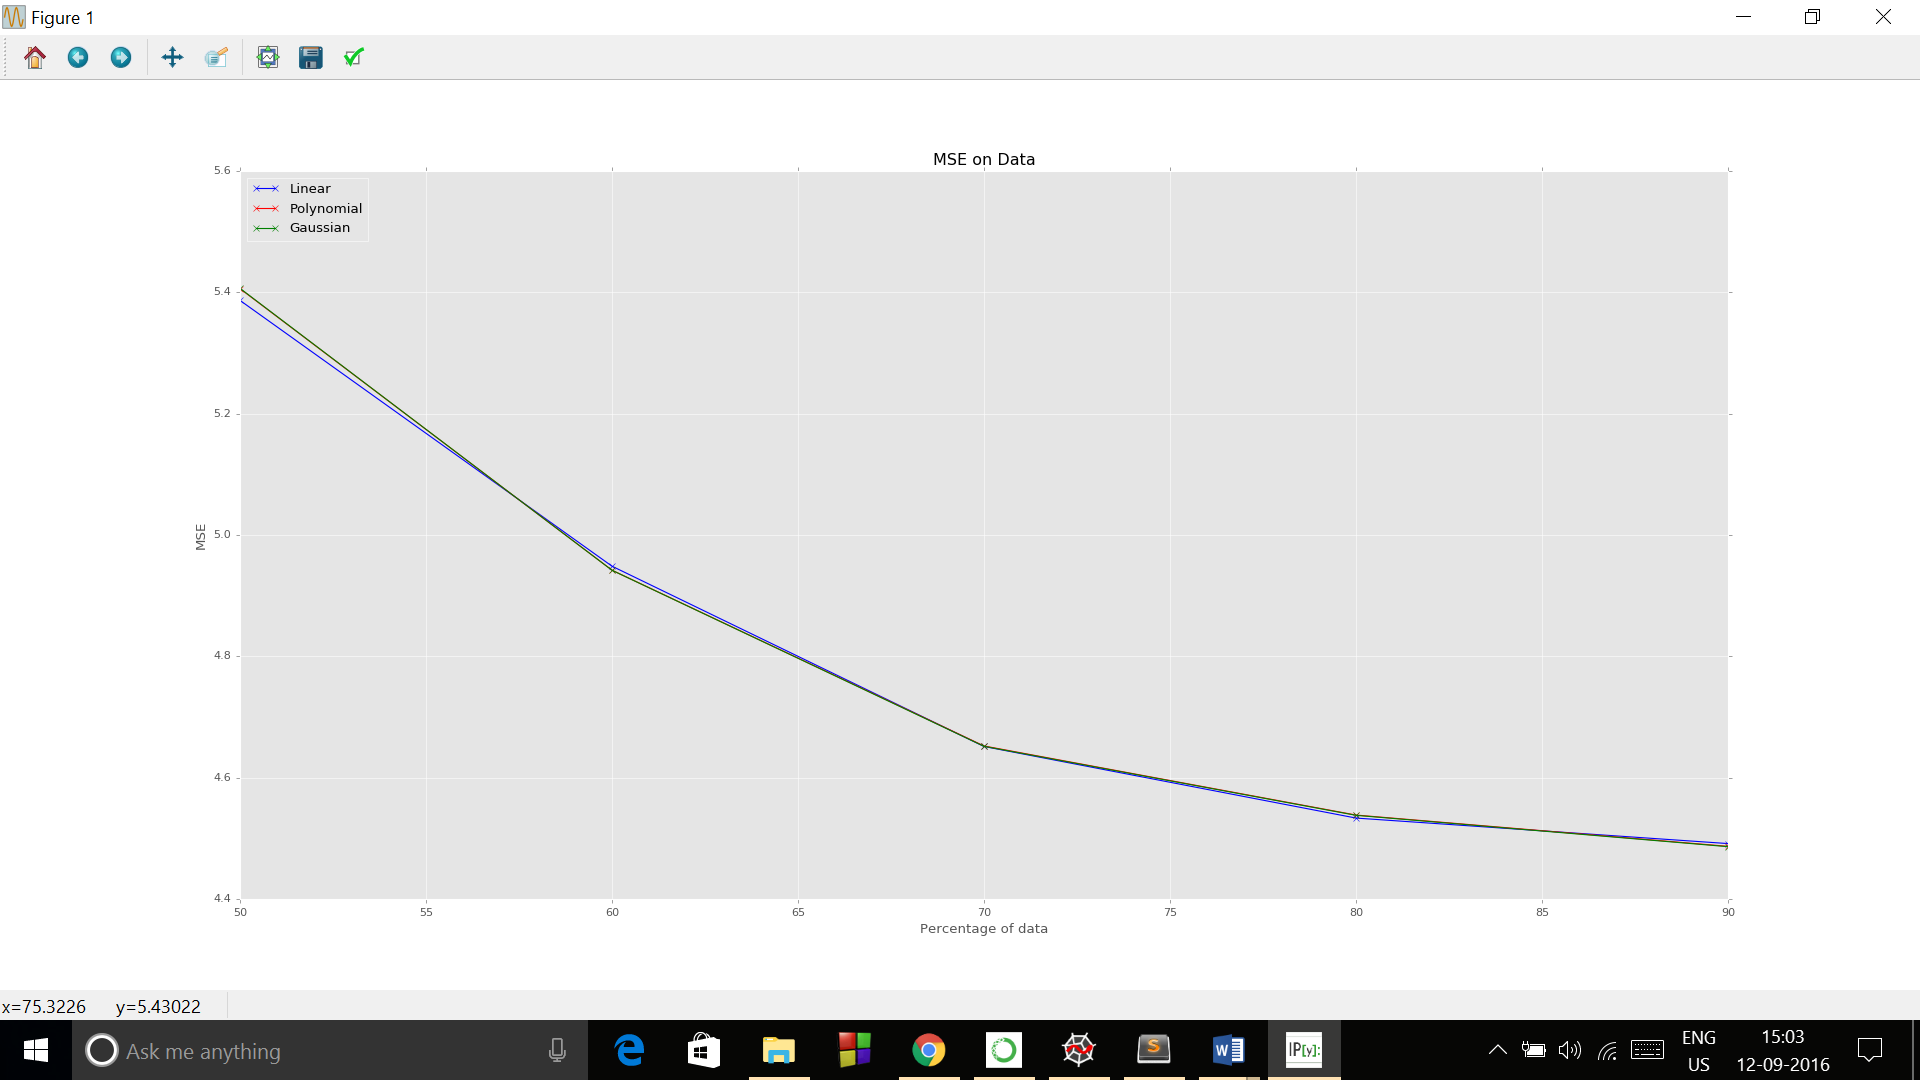 Figure 1
MSE on Data
Linear
Polynomial
Gaussian
5.6
5.4
5.2
5.0
4.8
4.6
4.4
MSE
50 55 60 65 70 75 80 85 90
Percentage of data
x=75.3226 y=5.43022
Ask me anything
e
S
W
IP[y]:
ENG
US
15:03
12-09-2016